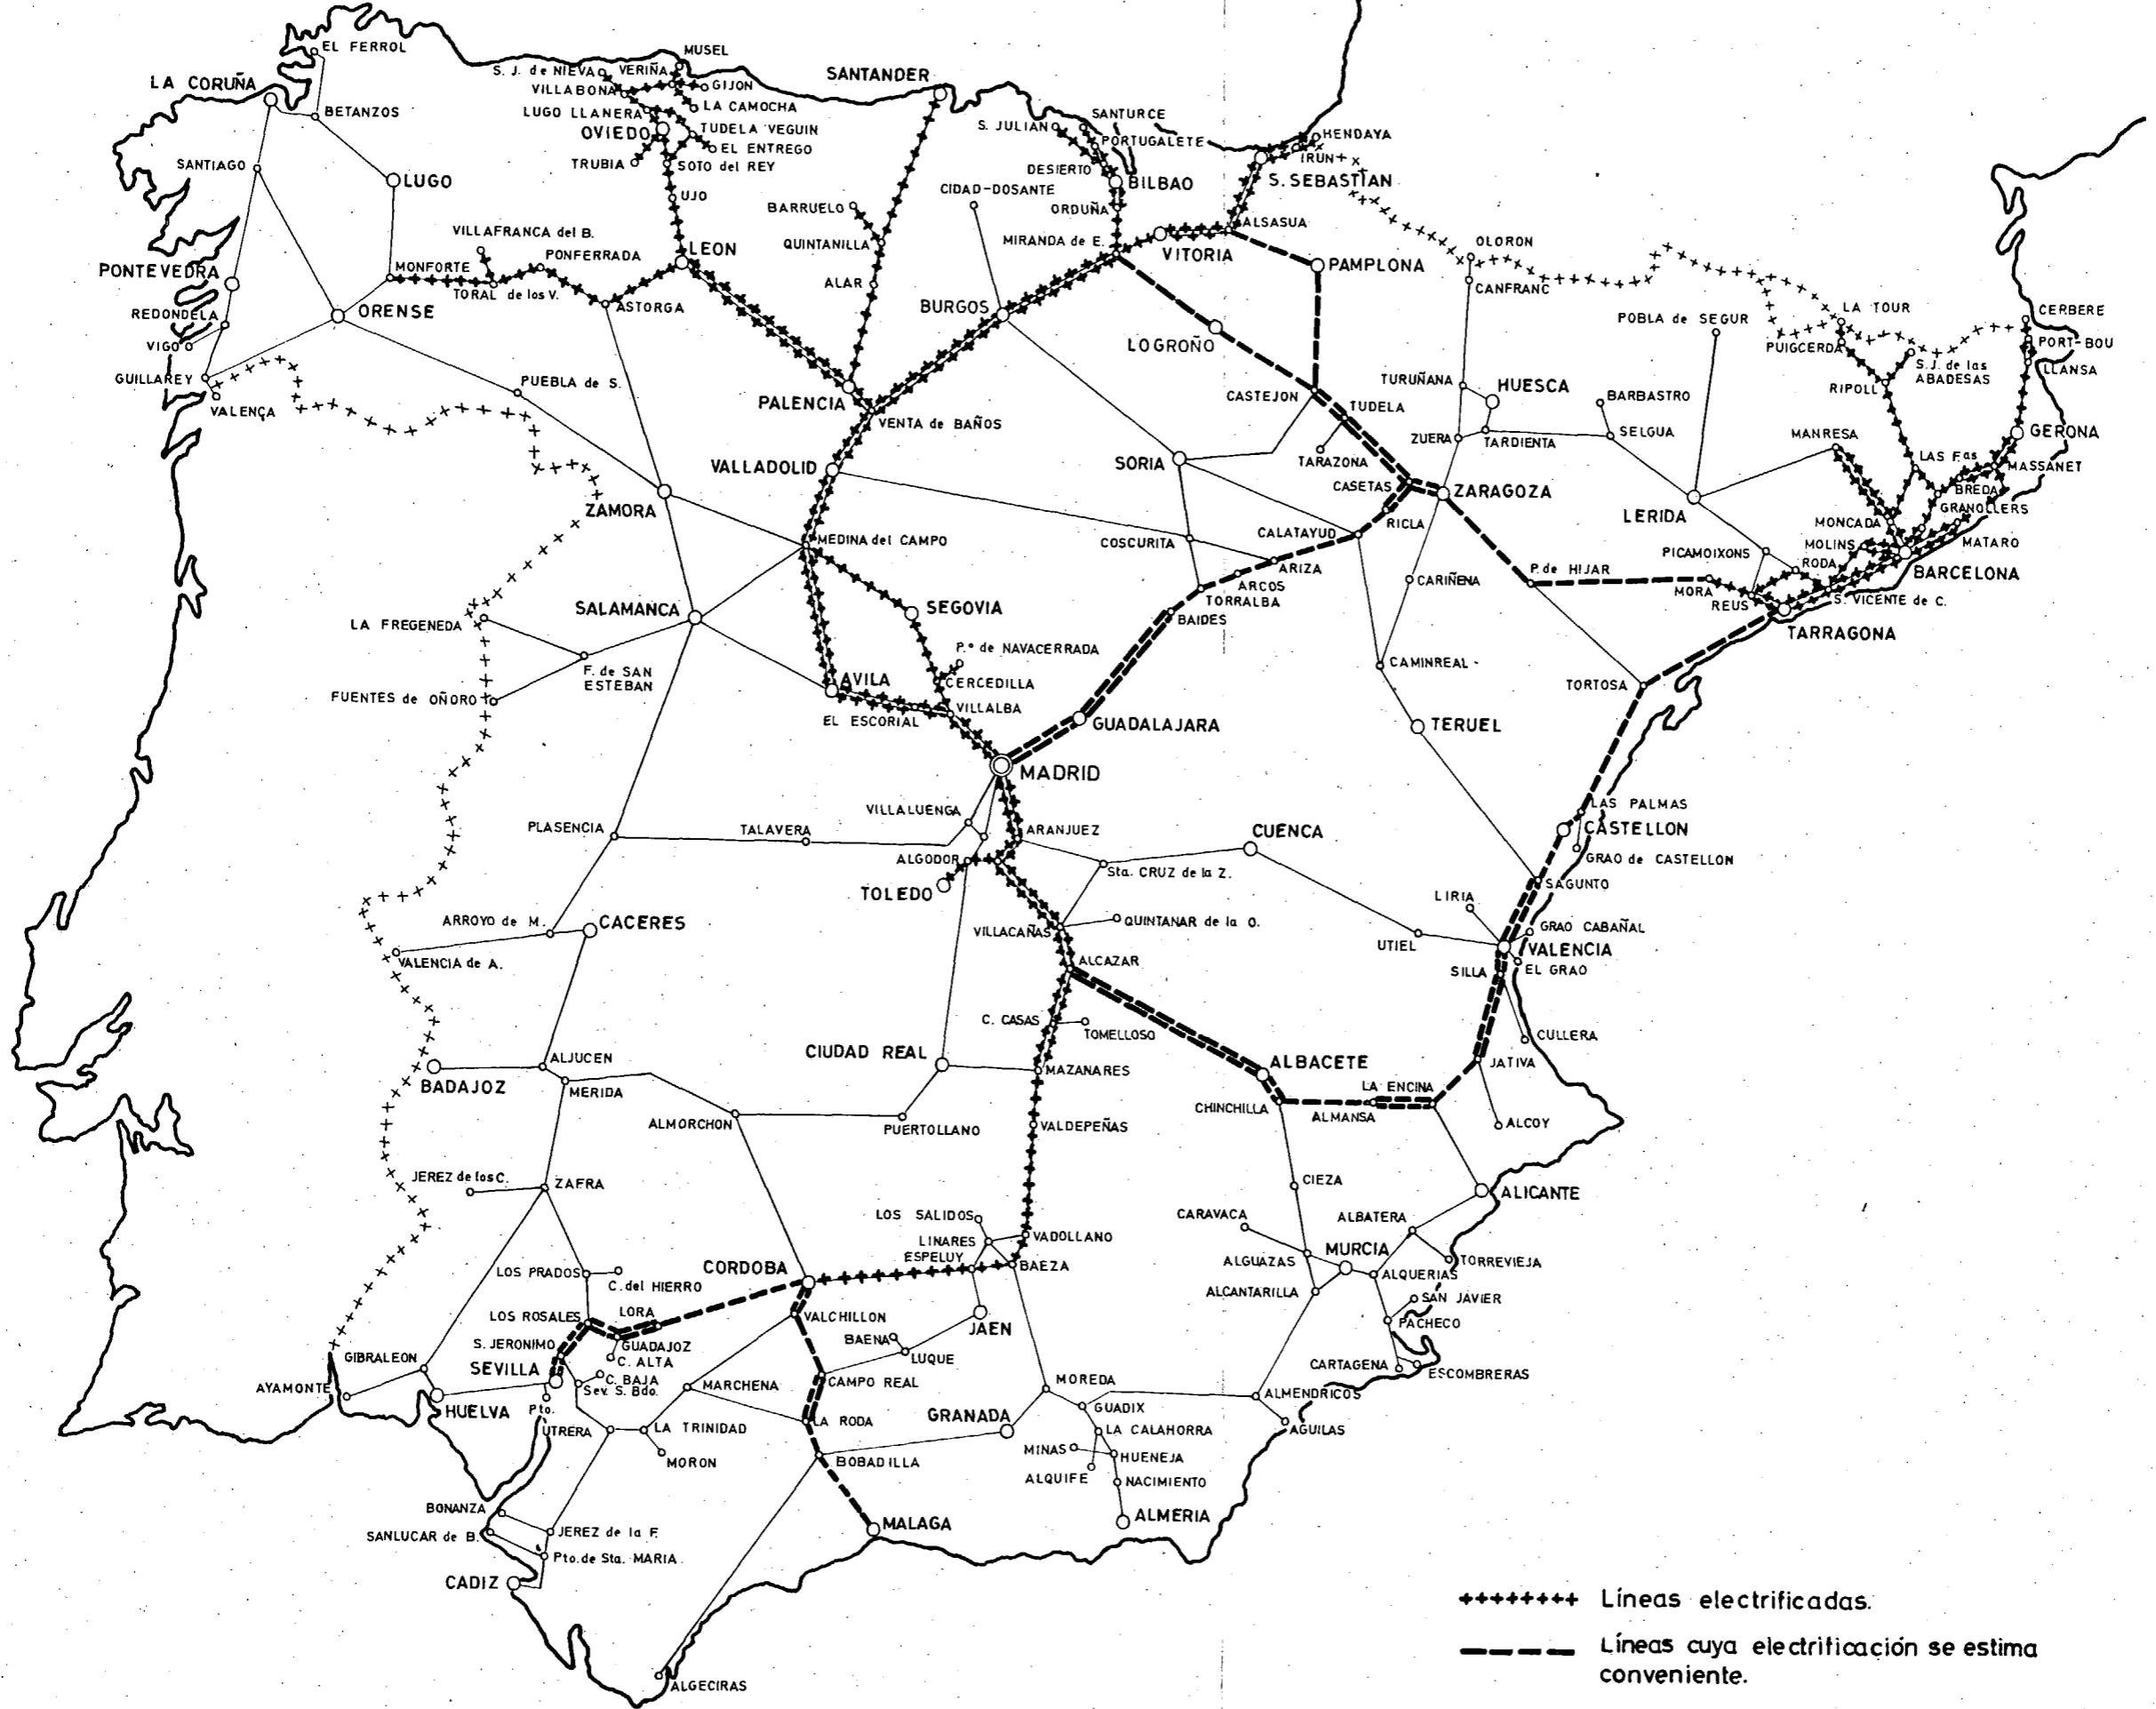 EL FERROL
LA CORUÑA
BETANZOS
SANTIAGO
LUGO
PONTEVEDRA
REDONDELA
VIGO
GUILLAREY
VALENÇA
ORENSE
MONFORTE
VILLAFRANCA del B.
TORAL de los V.
PONFERRADA
ASTORGA
PUEBLA de S.
MUSEL
S. J. de NIEVA
VERIÑA
VILLABONA
GIJON
LA CAMOCHA
LUGO LLANERA
OVIEDO
TUDELA VEGUIN
EL ENTREGO
TRUBIA
SOTO del REY
UJO
LEON
SANTANDER
BARRUELO
QUINTANILLA
ALAR
PALENCIA
VENTA de BAÑOS
CIDAD-DOSANTE
BURGOS
S. JULIAN
SANTURCE
PORTUGALETE
DESIERTO
BILBAO
ORDUÑA
MIRANDA de E.
VITORIA
ALSASUA
HENDAYA
IRUN
S. SEBASTIAN
PAMPLONA
LOGROÑO
CASTEJON
TUDELA
TARAZONA
CASETAS
ZARAGOZA
RICLA
OLORON
CANFRANC
TURUÑANA
HUESCA
ZUERA
TARDIENTA
BARBASTRO
SELGUA
POBLA de SEGUR
LERIDA
LA TOUR
PUIGCERDA
RIPOLL
S.J. de las
ABADESAS
CERBERE
PORT-BOU
LLANSA
GERONA
MASSANET
MANRESA
LAS F.as
BREDA
GRANOLLERS
MONCADA
MATARO
MOLINS
BARCELONA
PICAMOIXONS
RODA
S. VICENTE de C.
REUS
MORA
TARRAGONA
P. de HIJAR
TORTOSA
VALLADOLID
ZAMORA
MEDINA del CAMPO
SALAMANCA
SEGOVIA
P.º de NAVACERRADA
CERCEDILLA
VILLALBA
AVILA
EL ESCORIAL
LA FREGENEDA
F. de SAN
ESTEBAN
FUENTES de OÑORO
SORIA
COSCURITA
CALATAYUD
ARIZA
ARCOS
TORRALBA
BAIDES
GUADALAJARA
MADRID
CARIÑENA
CAMINREAL
TERUEL
VILLALUENGA
ARANJUEZ
ALGODOR
TOLEDO
TALAVERA
PLASENCIA
CUENCA
Sta. CRUZ de la Z.
VILLACAÑAS
QUINTANAR de la O.
ALCAZAR
C. CASAS
TOMELLOSO
MAZANARES
CIUDAD REAL
PUERTOLLANO
VALDEPEÑAS
LAS PALMAS
CASTELLON
GRAO de CASTELLON
SAGUNTO
LIRIA
GRAO CABAÑAL
UTIEL
VALENCIA
SILLA
EL GRAO
CULLERA
JATIVA
ALCOY
ALBACETE
LA ENCINA
CHINCHILLA
ALMANSA
ALICANTE
CIEZA
CARAVACA
ALBATERA
MURCIA
ALGUAZAS
TORREVIEJA
ALQUERIAS
ALCANTARILLA
SAN JAVIER
PACHECO
CARTAGENA
ESCOMBRERAS
ALMENDRICOS
AGUILAS
ARROYO de M.
CACERES
VALENCIA de A.
ALJUCEN
BADAJOZ
MERIDA
ALMORCHON
JEREZ de los C.
ZAFRA
LOS SALIDOS
LINARES
VADOLLANO
ESPELUY
BAEZA
CORDOBA
VALCHILLON
JAEN
BAENA
LUQUE
CAMPO REAL
LOS PRADOS
C. del HIERRO
LOS ROSALES
LORA
GUADAJOZ
C. ALTA
S. JERONIMO
SEVILLA
C. BAJA
Sev. S. Bdo.
Pto.
GIBRALEON
AYAMONTE
HUELVA
MARCHENA
LA RODA
UTRERA
LA TRINIDAD
MORON
BOBADILLA
GRANADA
MOREDA
GUADIX
LA CALAHORRA
MINAS
HUENEJA
ALQUIFE
NACIMIENTO
ALMERIA
MALAGA
BONANZA
SANLUCAR de B.
JEREZ de la F.
Pto. de Sta. MARIA
CADIZ
ALGECIRAS
Líneas electrificadas.
Líneas cuya electrificación se estima
conveniente.